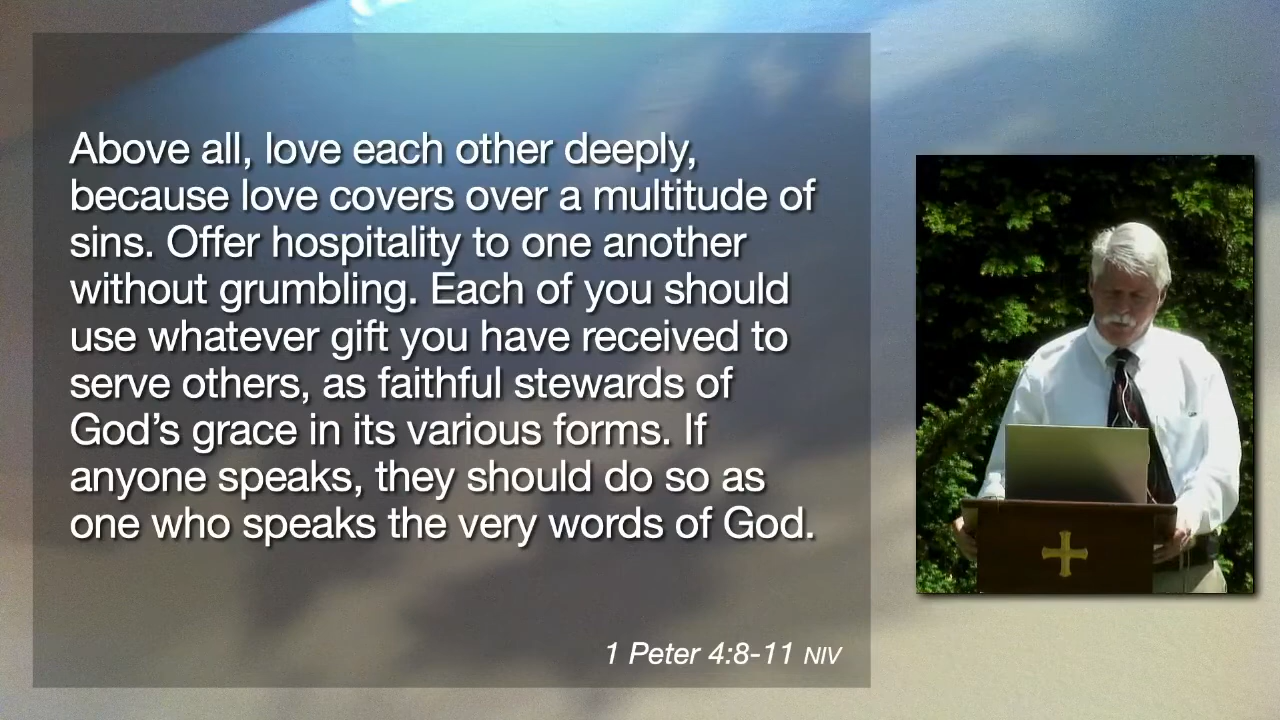 Above all, love each other deeply,
because love covers over a multitude of
sins. Offer hospitality to one another
without grumbling. Each of you should
use whatever gift you have received to
serve others, as faithful stewards of
God’s grace in its various forms. If
anyone speaks, they should do so as
one who speaks the very words of God.
1 Peter 4:8-11 NIV